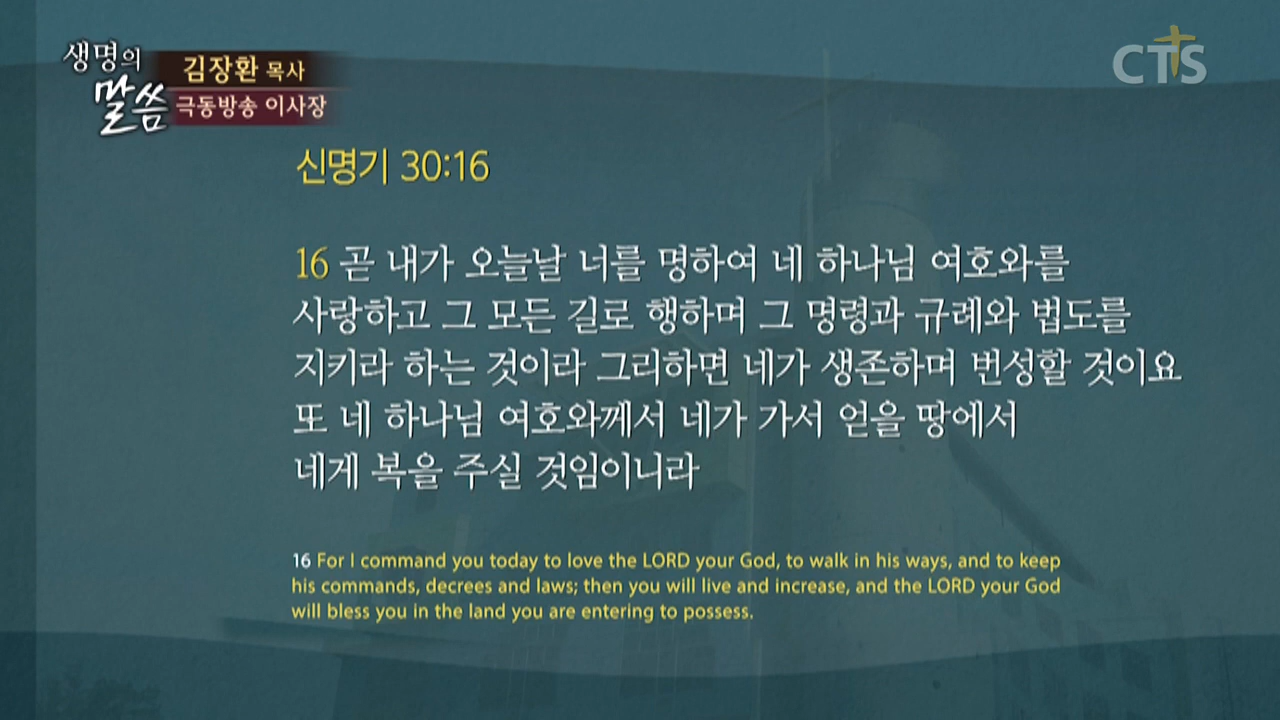 생명의
말씀
김장환 목사
극동방송 이사장
CTS
신명기 30:16
16 곧 내가 오늘날 너를 명하여 네 하나님 여호와를
사랑하고 그 모든 길로 행하며 그 명령과 규례와 법도를
지키라 하는 것이라 그리하면 네가 생존하며 번성할 것이요
또 네 하나님 여호와께서 네가 가서 얻을 땅에서
네게 복을 주실 것임이니라
16 For I command you today to love the LORD your God, to walk in his ways, and to keep
his commands, decrees and laws; then you will live and increase, and the LORD your God
will bless you in the land you are entering to possess.